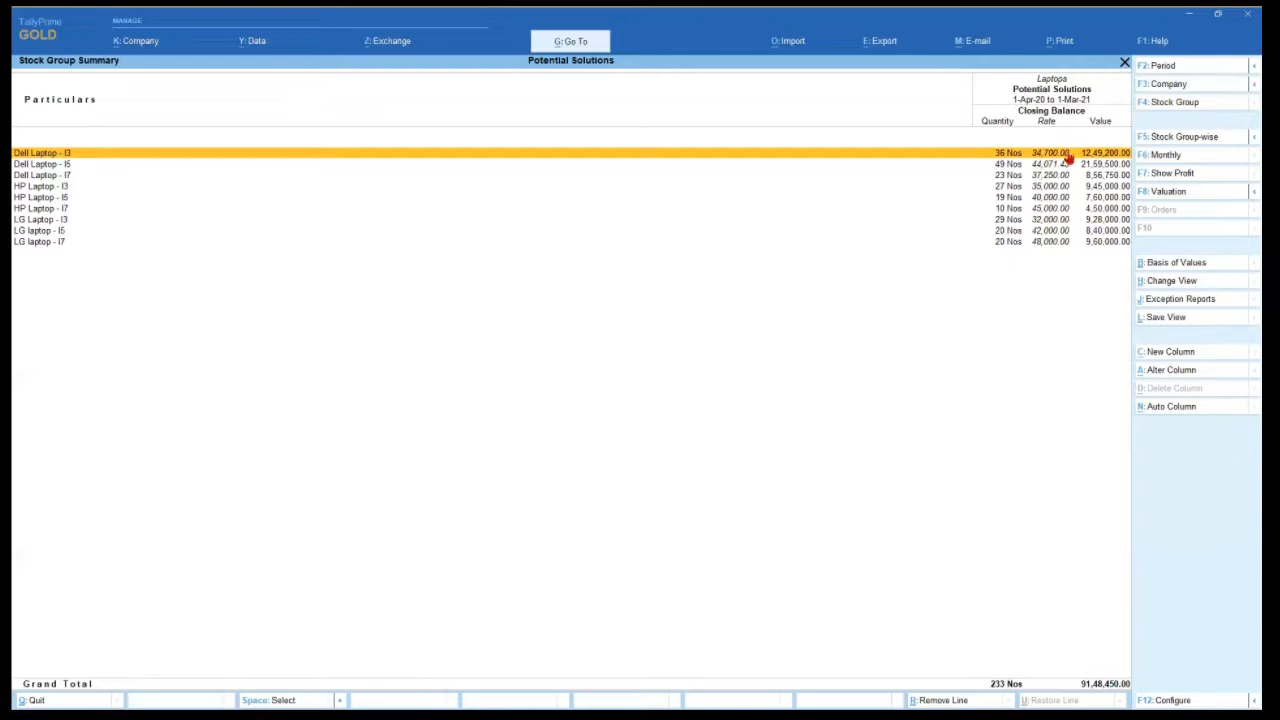 TallyPrime
GOLD
MANAGE
K: Company
Y: Data
Z: Exchange
G: Go To
O: Import
E: Export
M: E-mail
P: Print
F1: Help
Stock Group Summary
Potential Solutions
Particulars
Laptops
Potential Solutions
1-Apr-20 to 1-Mar-21
Closing Balance
Quantity Rate Value
Dell Laptop - I3 36 Nos 34,700.00 12,49,200.00
Dell Laptop - I5 49 Nos 21,59,500.00
Dell Laptop - I7 23 Nos 37,250.00 8,56,750.00
HP Laptop - I3 27 Nos 35,000.00 9,45,000.00
HP Laptop - I5 19 Nos 40,000.00 7,60,000.00
HP Laptop - I7 10 Nos 45,000.00 4,50,000.00
LG Laptop - I3 29 Nos 32,000.00 9,28,000.00
LG laptop - I5 20 Nos 42,000.00 8,40,000.00
LG laptop - I7 20 Nos 48,000.00 9,60,000.00
Grand Total 233 Nos 91,48,450.00
F2: Period
F3: Company
F4: Stock Group
F5: Stock Group-wise
F6: Monthly
F7: Show Profit
F8: Valuation
F9: Orders
F10
B: Basis of Values
H: Change View
J: Exception Reports
L: Save View
C: New Column
A: Alter Column
D: Delete Column
N: Auto Column
Q: Quit
Space: Select
R: Remove Line
U: Restore Line
F12: Configure